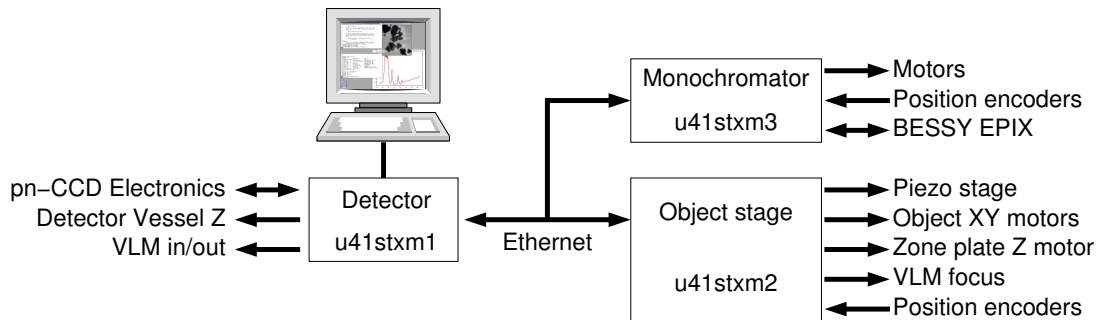 Monochromator
u41stxm3
Motors
Position encoders
BESSY EPIX
pn−CCD Electronics
Detector Vessel Z
VLM in/out
Detector
u41stxm1
Ethernet
Object stage
u41stxm2
Piezo stage
Object XY motors
Zone plate Z motor
VLM focus
Position encoders